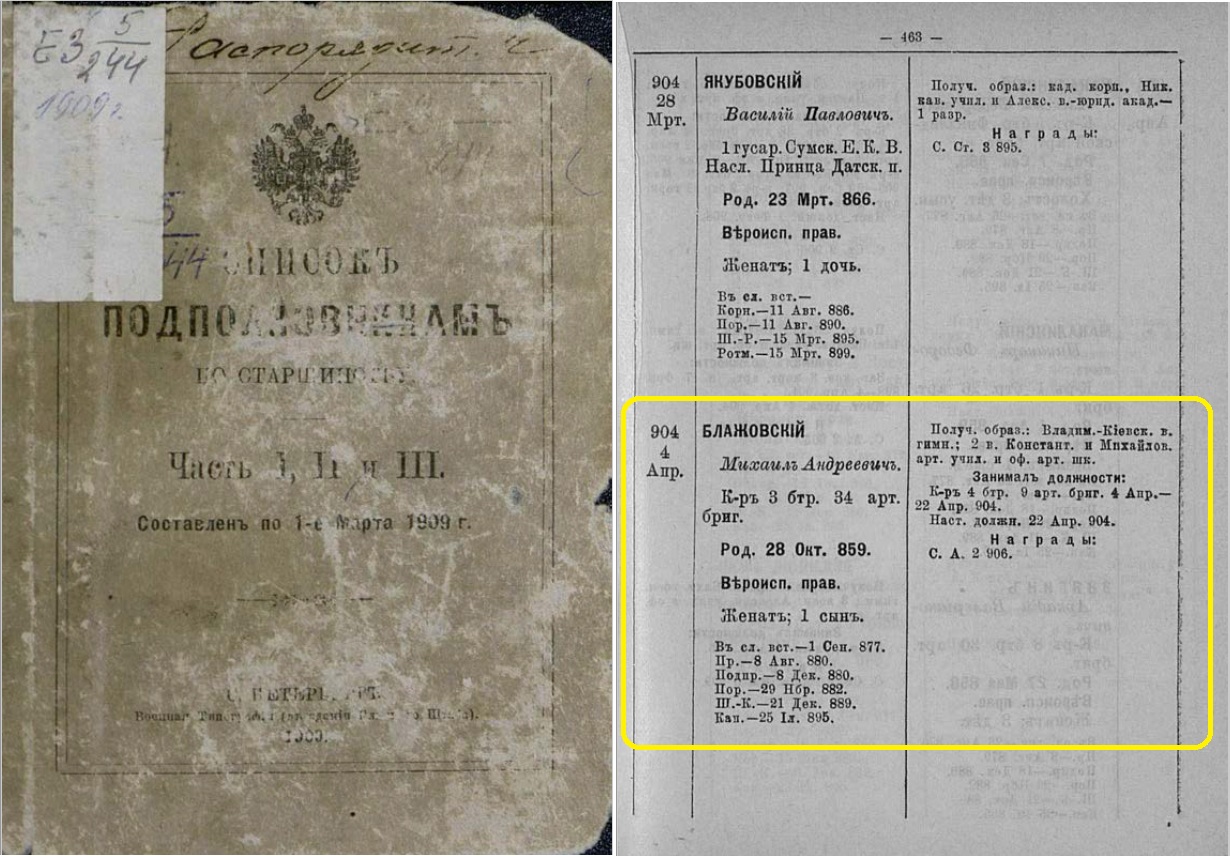 Е3 5/244
1909 г.
Распорядит.
5
44
СПИСОКЪ
ПОДПОЛКОВНИКАМЪ
ПО СТАРШИНСТВУ.
Часть I, II и III.
Составленъ по 1-е Марта 1909 г.
С.-ПЕТЕРБУРГЪ.
Военная
1909.
— 463 —
904
28
Мрт.
ЯКУБОВСКІЙ
Василій Павловичъ.
1 гусар. Сумск. Е. К. В.
Насл. Принца Датск. п.
Род. 23 Мрт. 866.
Вѣроисп. прав.
Женатъ; 1 дочь.
Въ сл. вст.—
Корн.—11 Авг. 886.
Пор.—11 Авг. 890.
Ш.-Р.—15 Мрт. 895.
Ротм.—15 Мрт. 899.
Получ. образ.: кад. корп., Ник.
кав. учил. и Алекс. в.-юрид. акад.—
1 разр.
Награды:
С. Ст. 3 895.
904
4
Апр.
БЛАЖОВСКІЙ
Михаилъ Андреевичъ.
К-ръ 3 бтр. 34 арт.
бриг.
Род. 28 Окт. 859.
Вѣроисп. прав.
Женатъ; 1 сынъ.
Въ сл. вст.—1 Сен. 877.
Пр.—8 Авг. 880.
Подпр.—8 Дек. 880.
Пор.—29 Нбр. 882.
Ш.-К.—21 Дек. 889.
Кап.—25 Іл. 895.
Получ. образ.: Владим.-Кіевск. в.
гимн.; 2 в. Констант. и Михайлов.
арт. учил. и оф. арт. шк.
Занималъ должности:
К-ръ 4 бтр. 9 арт. бриг. 4 Апр.—
22 Апр. 904.
Наст. должн. 22 Апр. 904.
Награды:
С. А. 2 906.